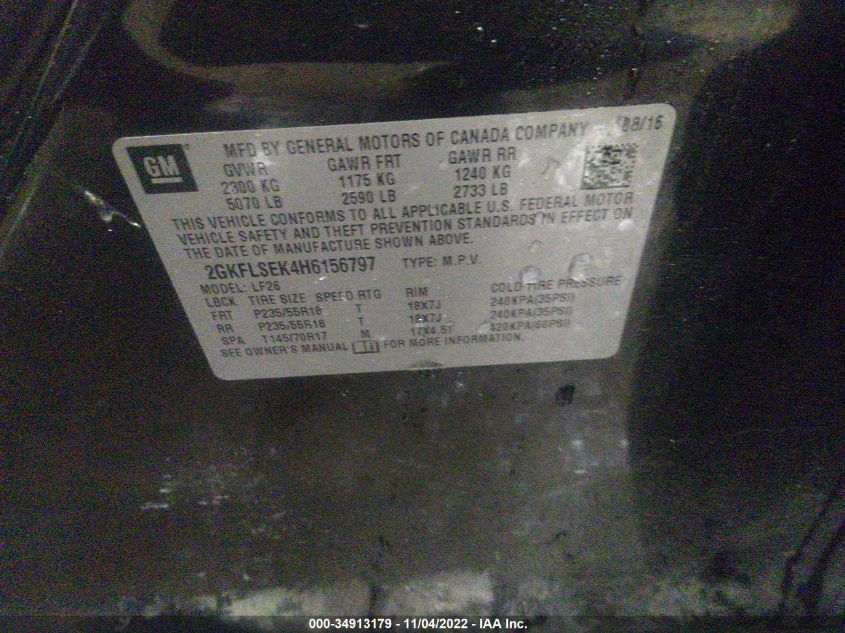 GM
MFD BY GENERAL MOTORS OF CANADA COMPANY 08/16
GVWR GAWR FRT GAWR RR
2300 KG 1175 KG 1240 KG
5070 LB 2590 LB 2733 LB
THIS VEHICLE CONFORMS TO ALL APPLICABLE U.S. FEDERAL MOTOR
VEHICLE SAFETY AND THEFT PREVENTION STANDARDS IN EFFECT ON
THE DATE OF MANUFACTURE SHOWN ABOVE.
2GKFLSEK4H6156797 TYPE: M.P.V.
MODEL: LF26
LBCK TIRE SIZE SPEED RTG RIM COLD TIRE PRESSURE
FRT P235/55R18 T 18X7J 240KPA(35PSI)
RR P235/55R18 T 18X7J 240KPA(35PSI)
SPA T145/70R17 M 17X4.5T 420KPA(60PSI)
SEE OWNER'S MANUAL FOR MORE INFORMATION.
000-34913179 - 11/04/2022 - IAA Inc.